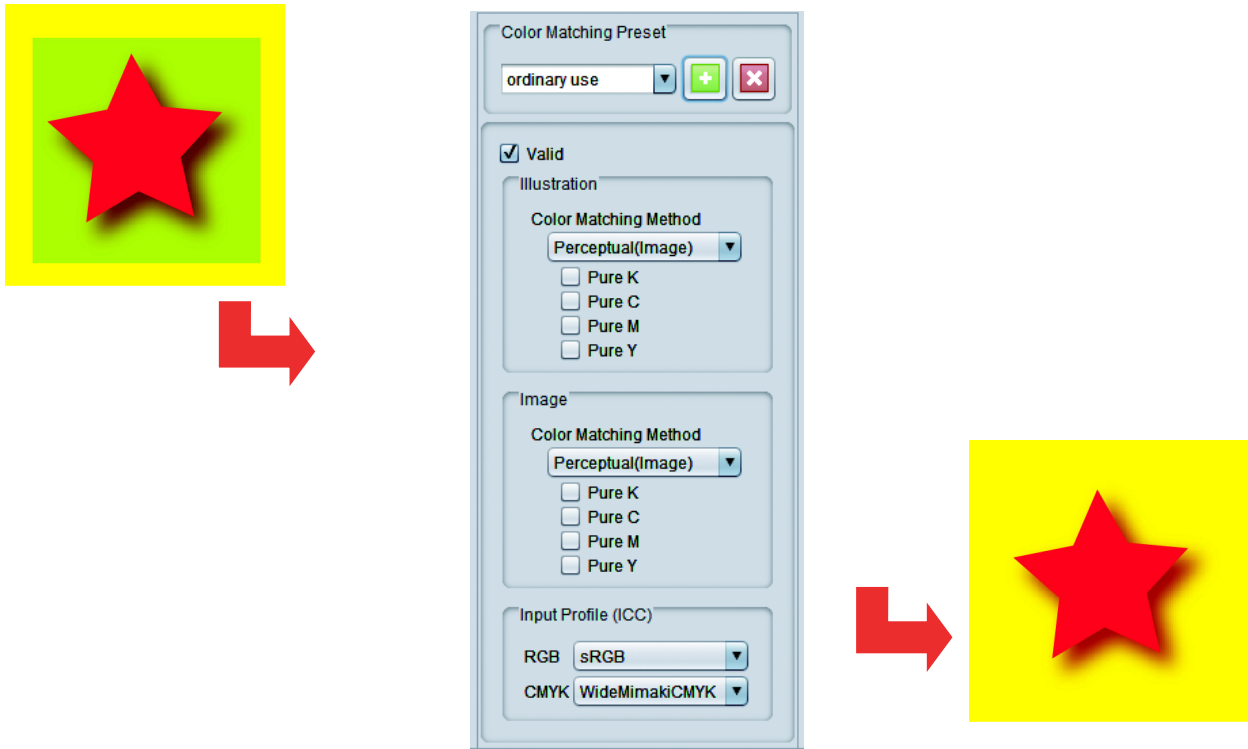 Color Matching Preset
ordinary use
Valid
Illustration
Color Matching Method
Perceptual(Image)
Pure K
Pure C
Pure M
Pure Y
Image
Color Matching Method
Perceptual(Image)
Pure K
Pure C
Pure M
Pure Y
Input Profile (ICC)
RGB sRGB
CMYK WideMimakiCMYK